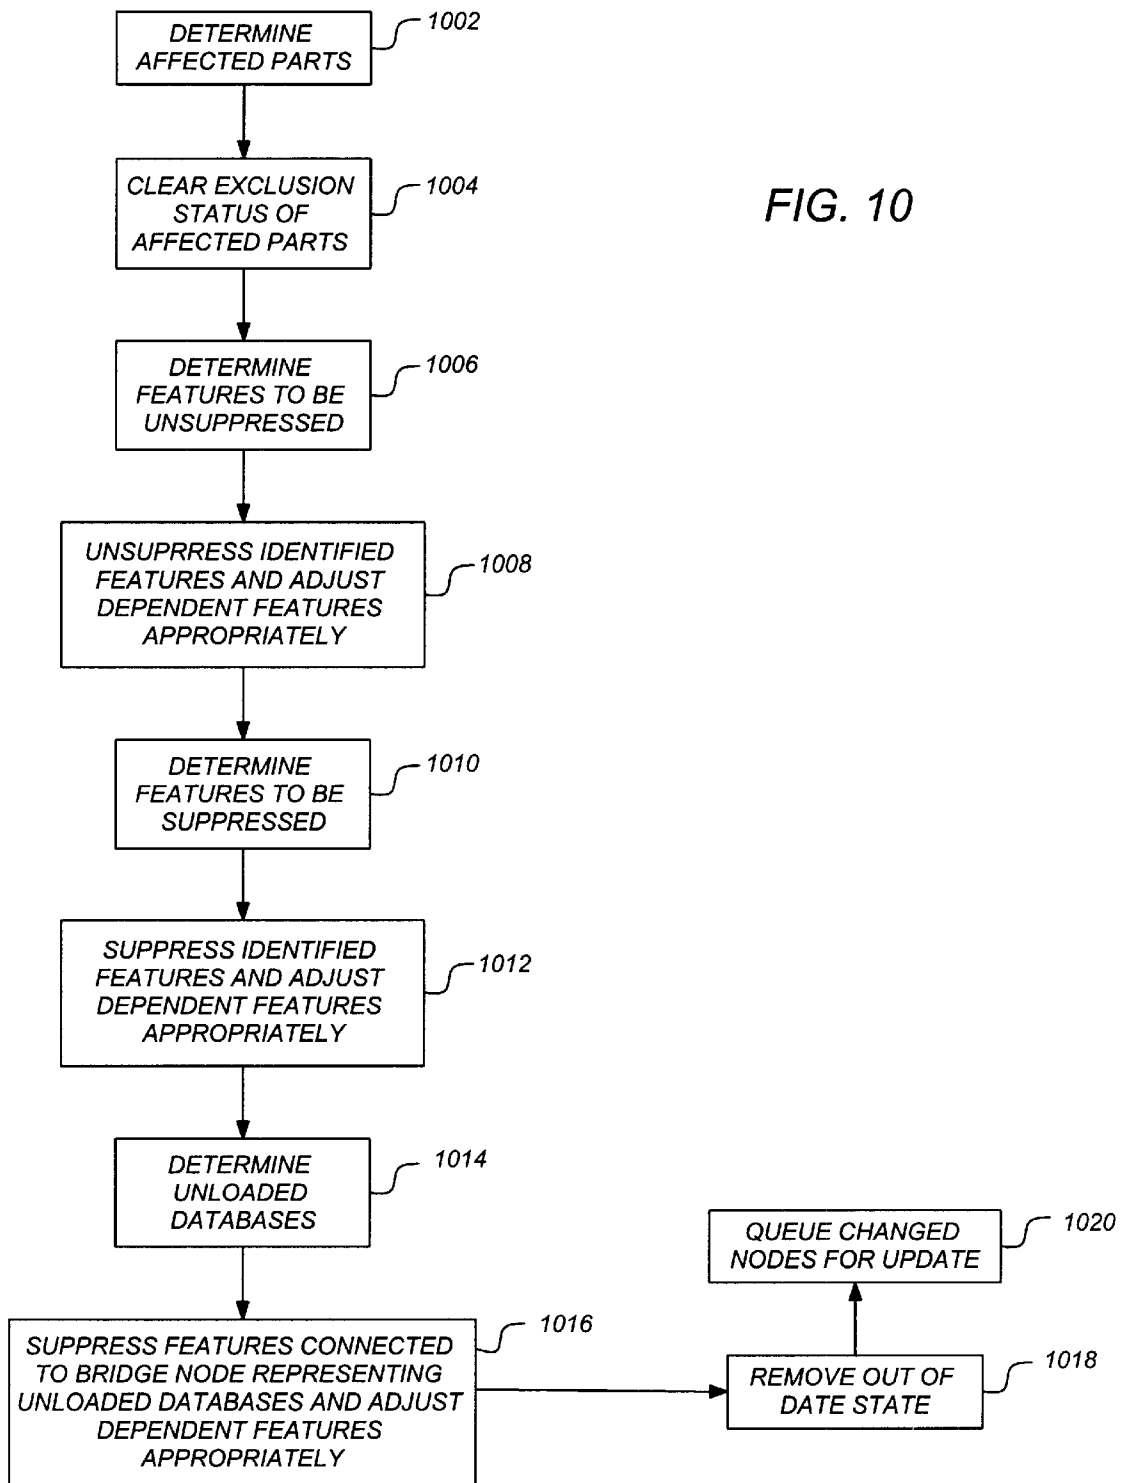 DETERMINE
AFFECTED PARTS
1002
CLEAR EXCLUSION
STATUS OF
AFFECTED PARTS
1004
FIG. 10
DETERMINE
FEATURES TO BE
UNSUPPRESSED
1006
UNSUPRRESS IDENTIFIED
FEATURES AND ADJUST
DEPENDENT FEATURES
APPROPRIATELY
1008
DETERMINE
FEATURES TO BE
SUPPRESSED
1010
SUPPRESS IDENTIFIED
FEATURES AND ADJUST
DEPENDENT FEATURES
APPROPRIATELY
1012
DETERMINE
UNLOADED
DATABASES
1014
SUPPRESS FEATURES CONNECTED
TO BRIDGE NODE REPRESENTING
UNLOADED DATABASES AND ADJUST
DEPENDENT FEATURES
APPROPRIATELY
1016
REMOVE OUT OF
DATE STATE
1018
QUEUE CHANGED
NODES FOR UPDATE
1020